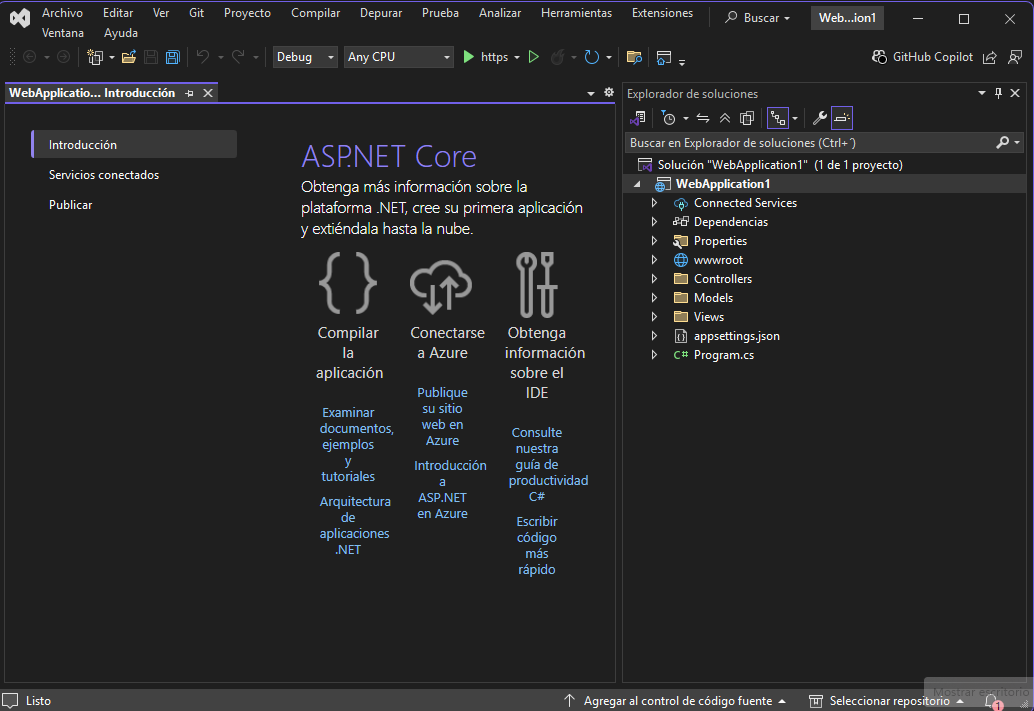 Archivo Editar Ver Git Proyecto Compilar Depurar Prueba Analizar Herramientas Extensiones Buscar Web...ion1
Ventana Ayuda
Debug Any CPU https GitHub Copilot
WebApplicatio... Introducción
Introducción
Servicios conectados
Publicar
ASP.NET Core
Obtenga más información sobre la
plataforma .NET, cree su primera aplicación
y extiéndala hasta la nube.
Compilar
la
aplicación
Examinar
documentos,
ejemplos
y
tutoriales
Arquitectura
de
aplicaciones
.NET
Conectarse
a Azure
Publique
su sitio
web en
Azure
Introducción
a
ASP.NET
en Azure
Obtenga
información
sobre el
IDE
Consulte
nuestra
guía de
productividad
C#
Escribir
código
más
rápido
Explorador de soluciones
Buscar en Explorador de soluciones (Ctrl+´)
Solución "WebApplication1" (1 de 1 proyecto)
WebApplication1
Connected Services
Dependencias
Properties
wwwroot
Controllers
Models
Views
appsettings.json
C# Program.cs
Mostrar escritorio
Listo Agregar al control de código fuente Seleccionar repositorio 1